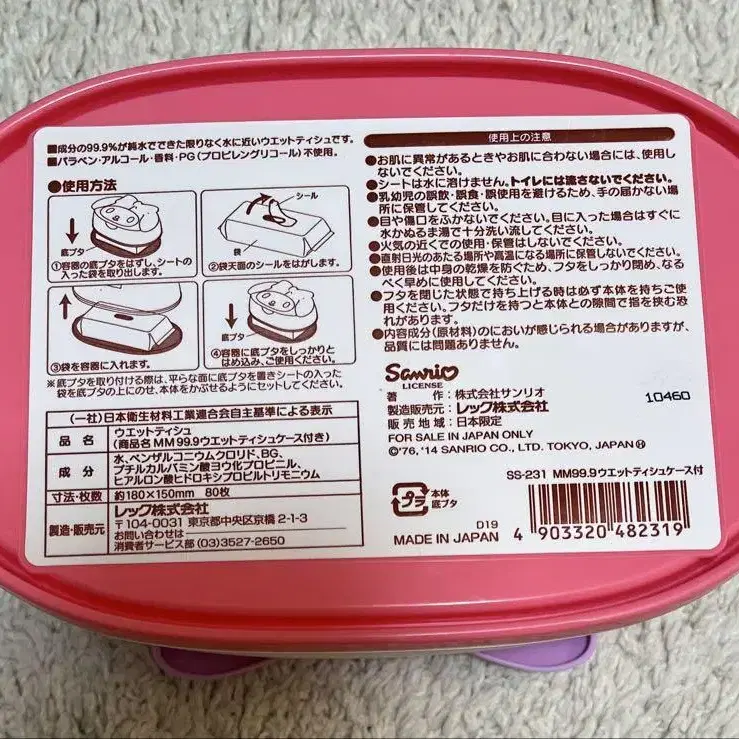 ■成分の99.9%が純水でできた限りなく水に近いウエットティシュです。
■パラベン・アルコール・香料・PG(プロピレングリコール)不使用。
●使用方法
底ブタ
①容器の底ブタをはずし、シートの
入った袋を取り出します。
シール
袋
②袋天面のシールをはがします。
③袋を容器に入れます。
底ブタ
④容器に底ブタをしっかりと
はめ込み、ご使用ください。
※底ブタを取り付ける際は、平らな面に底ブタを置きシートの入った
袋を底ブタの上にのせ、本体をかぶせるようにセットしてください。
(一社)日本衛生材料工業連合会自主基準による表示
品名 ウエットティシュ
(商品名 MM99.9ウエットティシュケース付き)
成分 水、ベンザルコニウムクロリド、BG、
ブチルカルバミン酸ヨウ化プロピニル、
ヒアルロン酸ヒドロキシプロピルトリモニウム
寸法・枚数 約180×150mm 80枚
製造・販売元 レック株式会社
〒104-0031 東京都中央区京橋2-1-3
お問い合わせは
消費者サービス部 (03)3527-2650
使用上の注意
●お肌に異常があるときやお肌に合わない場合には、使用し
ないでください。
●シートは水に溶けません。トイレには流さないでください。
●乳幼児の誤飲・誤食・誤使用を避けるため、手の届かない場
所に保管してください。
●目や傷口をふかないでください。目に入った場合はすぐに
水かぬるま湯で十分洗い流してください。
●火気の近くでの使用・保管はしないでください。
●直射日光のあたる場所や高温になる場所に保管しないでください。
●使用後は中身の乾燥を防ぐため、フタをしっかり閉め、なる
べく早めに使用してください。
●フタを閉じた状態で持ち上げる時は必ず本体を持ちご使
用ください。フタだけを持つと本体との隙間で指を挟む恐
れがあります。
●内容成分(原材料)のにおいが感じられる場合がありますが、
品質には問題ありません。
Sanrio
LICENSE
著作:株式会社サンリオ
10460
製造販売元:レック株式会社
販売地域:日本限定
FOR SALE IN JAPAN ONLY
©'76, '14 SANRIO CO., LTD. TOKYO, JAPAN Ⓗ
SS-231 MM99.9ウエットティシュケース付
プラ
本体
底ブタ
D19
MADE IN JAPAN
4 903320 482319